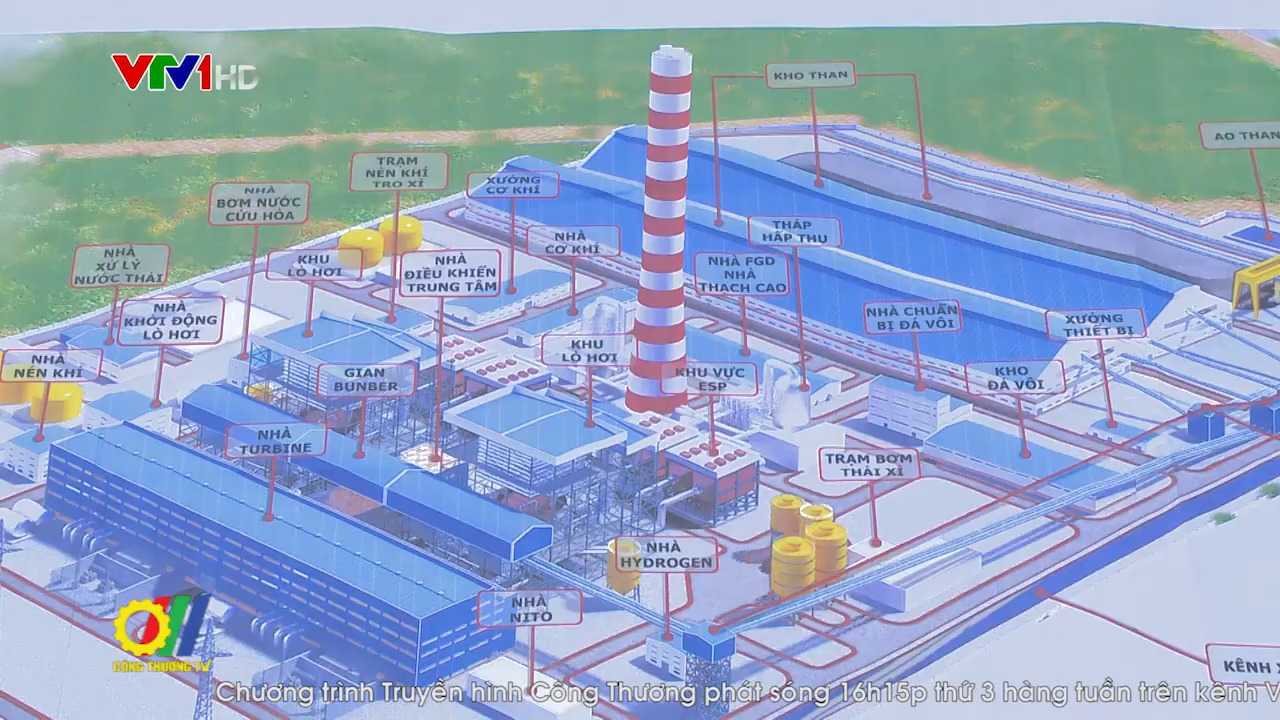 VTV1 HD
KHO THAN
AO THAN
TRẠM
NÉN KHÍ
TRO XỈ
XƯỞNG
CƠ KHÍ
NHÀ
BƠM NƯỚC
CỨU HỎA
THÁP
HẤP THỤ
NHÀ
CƠ KHÍ
NHÀ
XỬ LÝ
NƯỚC THẢI
KHU
LÒ HƠI
NHÀ
ĐIỀU KHIỂN
TRUNG TÂM
NHÀ FGD
NHÀ
THẠCH CAO
NHÀ
KHỞI ĐỘNG
LÒ HƠI
NHÀ CHUẨN
BỊ ĐÁ VÔI
XƯỞNG
THIẾT BỊ
KHU
LÒ HƠI
NHÀ
NÉN KHÍ
GIAN
BUNBER
KHU VỰC
ESP
KHO
ĐÁ VÔI
NHÀ
TURBINE
TRẠM BƠM
THẢI XỈ
NHÀ
HYDROGEN
NHÀ
NITO
KÊNH
CÔNG THƯƠNG TV
Chương trình Truyền hình Công Thương phát sóng 16h15p thứ 3 hàng tuần trên kênh V